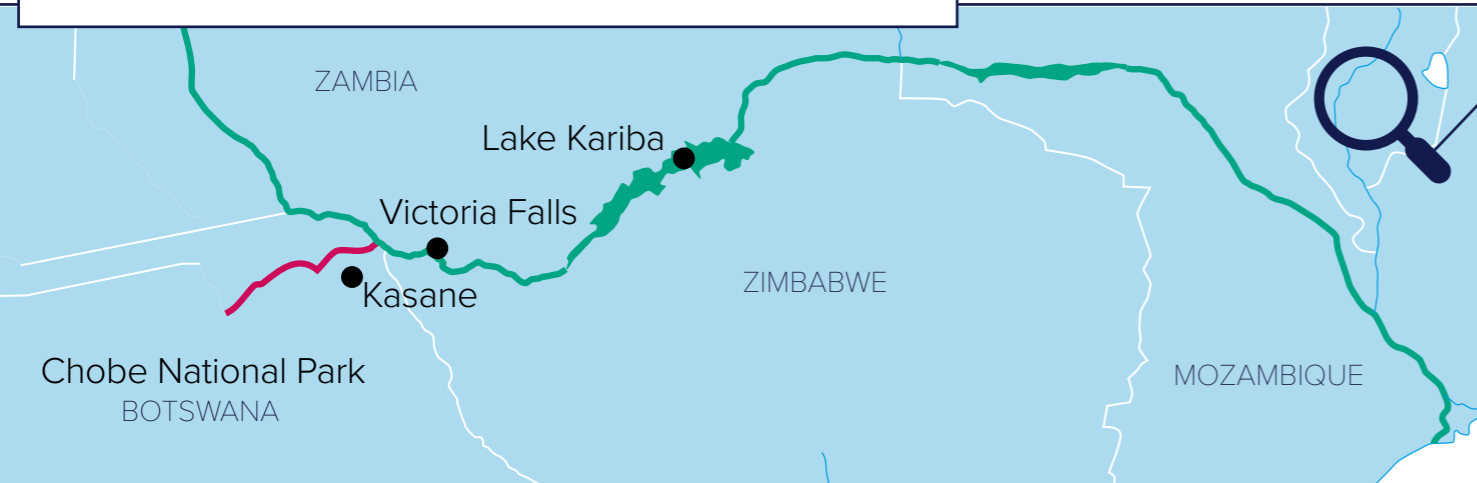 ZAMBIA
Lake Kariba
Victoria Falls
ZIMBABWE
Kasane
Chobe National Park
BOTSWANA
MOZAMBIQUE